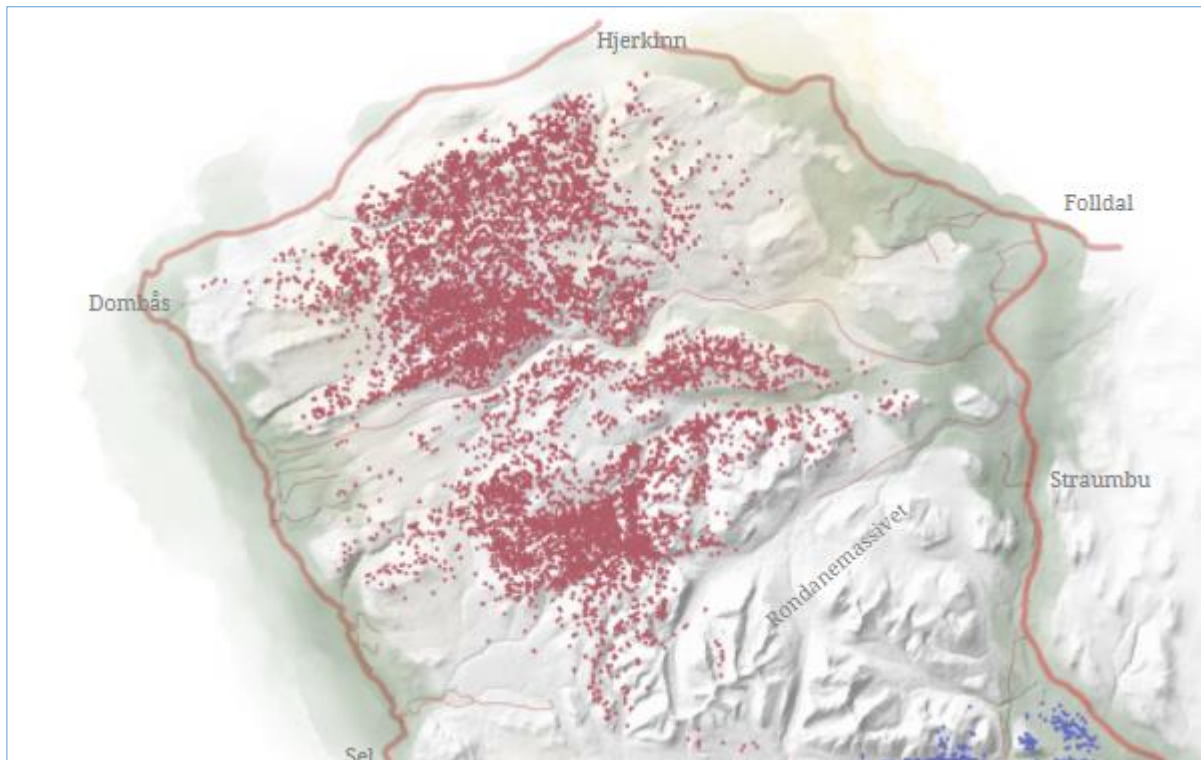 Hjerkinn
Folldal
Dombås
Straumbu
Rondanemassivet
Sel